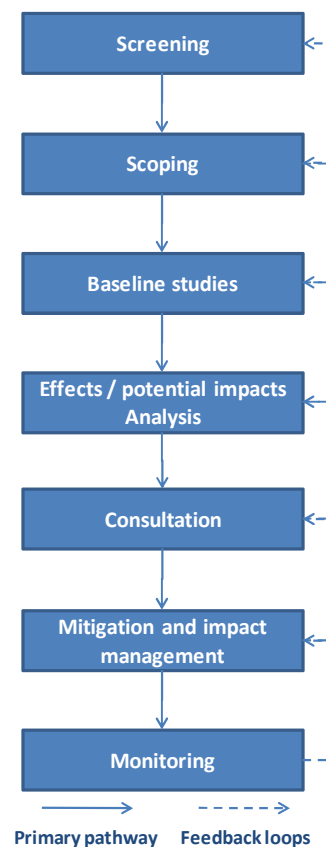 Screening
Scoping
Baseline studies
Effects / potential impacts
Analysis
Consultation
Mitigation and impact
management
Monitoring
Primary pathway Feedback loops